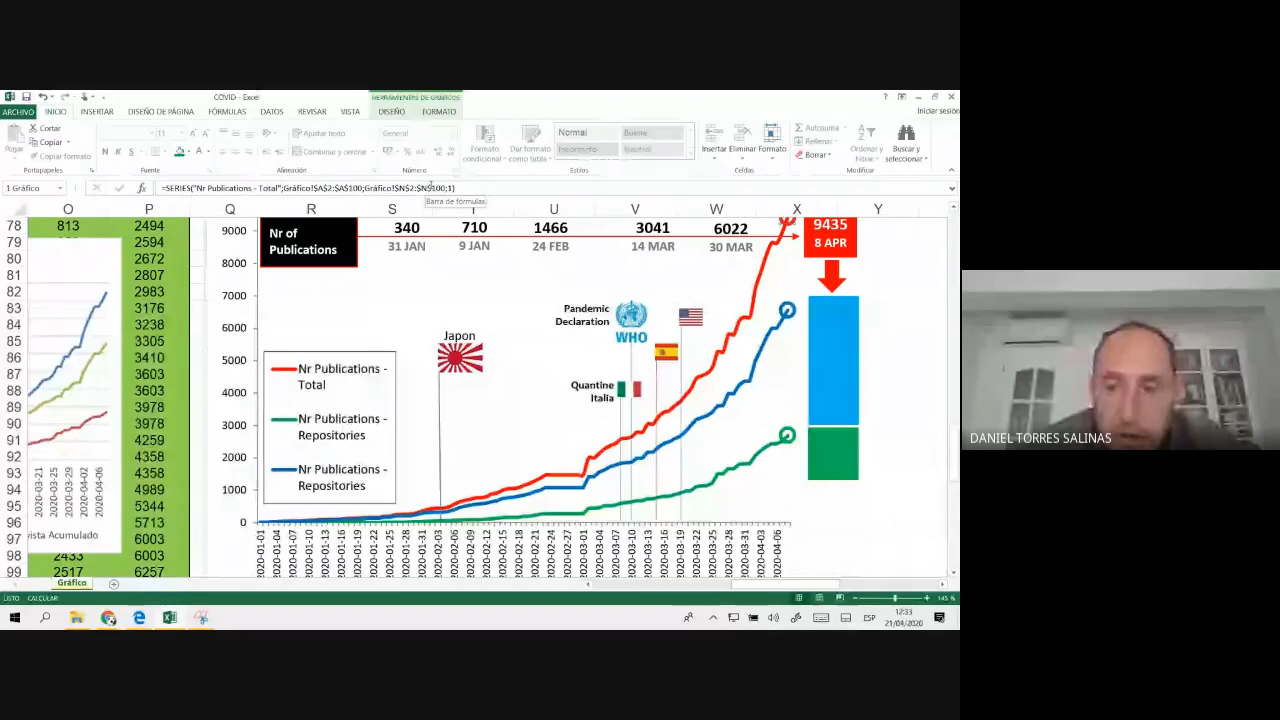 COVID - Excel
HERRAMIENTAS DE GRÁFICOS
ARCHIVO INICIO INSERTAR DISEÑO DE PÁGINA FÓRMULAS DATOS REVISAR VISTA DISEÑO FORMATO
Iniciar sesión
Pegar
Cortar
Copiar
Copiar formato
Portapapeles
11
N K S
Fuente
Ajustar texto
Combinar y centrar
Alineación
General
Número
Formato condicional
Dar formato como tabla
Normal Buena
Incorrecto Neutral
Estilos
Insertar Eliminar Formato
Celdas
Autosuma
Rellenar
Borrar
Ordenar y filtrar
Buscar y seleccionar
Modificar
1 Gráfico
=SERIES("Nr Publications - Total";Gráfico!$A$2:$A$100;Gráfico!$N$2:$N$100;1)
Barra de fórmulas
O P Q R S T U V W X Y
78 813 2494
79 2594
80 2672
81 2807
82 2983
83 3176
84 3238
85 3305
86 3410
87 3603
88 3603
89 3978
90 3978
91 4259
92 4358
93 4358
94 4989
95 5344
96 5713
97 6003
98 2433 6003
99 2517 6257
2020-03-21
2020-03-25
2020-03-29
2020-04-02
2020-04-06
vista Acumulado
Nr of
Publications
340 710 1466 3041 6022 9435
31 JAN 9 JAN 24 FEB 14 MAR 30 MAR 8 APR
9000
8000
7000
6000
5000
4000
3000
2000
1000
0
Japon
Pandemic
Declaration
WHO
Quantine
Italia
Nr Publications -
Total
Nr Publications -
Repositories
Nr Publications -
Repositories
2020-01-01
2020-01-04
2020-01-07
2020-01-10
2020-01-13
2020-01-16
2020-01-19
2020-01-22
2020-01-25
2020-01-28
2020-01-31
2020-02-03
2020-02-06
2020-02-09
2020-02-12
2020-02-15
2020-02-18
2020-02-21
2020-02-24
2020-02-27
2020-03-01
2020-03-04
2020-03-07
2020-03-10
2020-03-13
2020-03-16
2020-03-19
2020-03-22
2020-03-25
2020-03-28
2020-03-31
2020-04-03
2020-04-06
Gráfico
LISTO CALCULAR
145 %
ESP
12:33
21/04/2020
DANIEL TORRES SALINAS